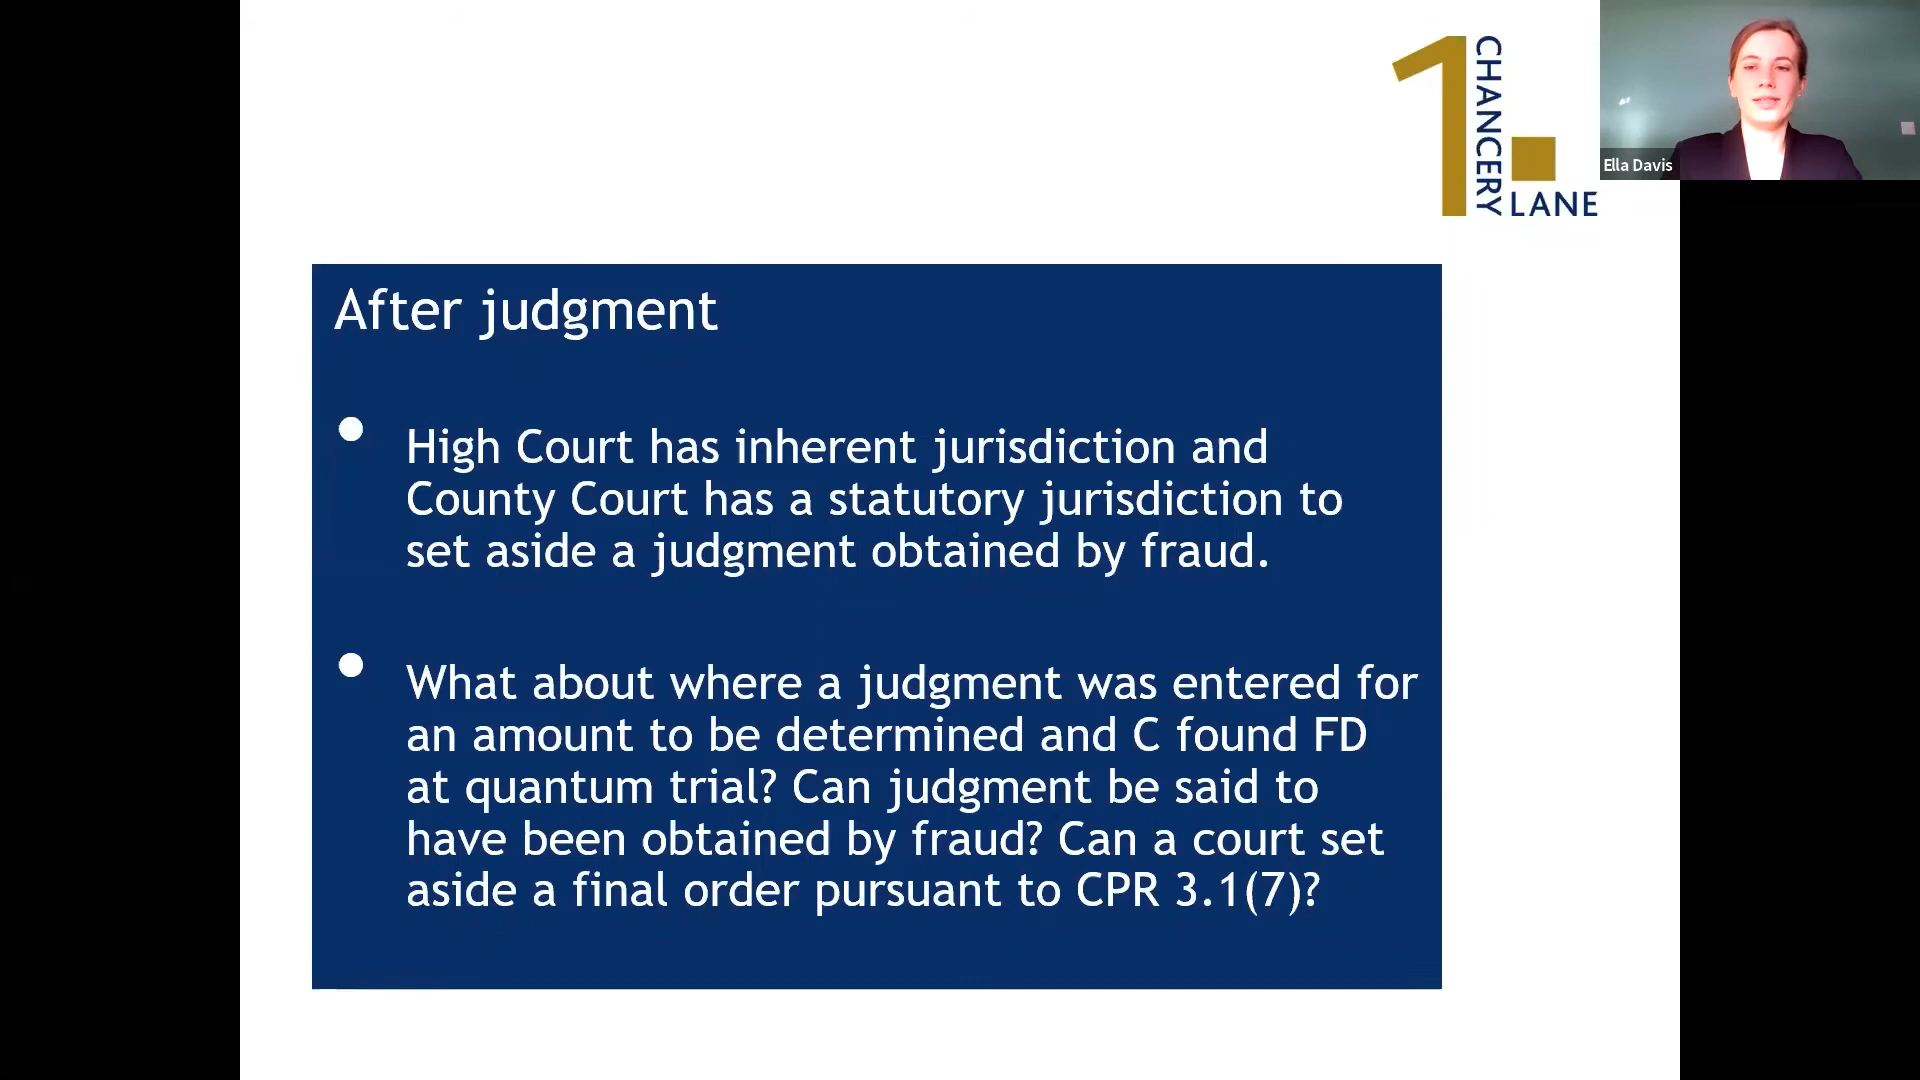 1 CHANCERY LANE
Ella Davis
After judgment
• High Court has inherent jurisdiction and
County Court has a statutory jurisdiction to
set aside a judgment obtained by fraud.
• What about where a judgment was entered for
an amount to be determined and C found FD
at quantum trial? Can judgment be said to
have been obtained by fraud? Can a court set
aside a final order pursuant to CPR 3.1(7)?